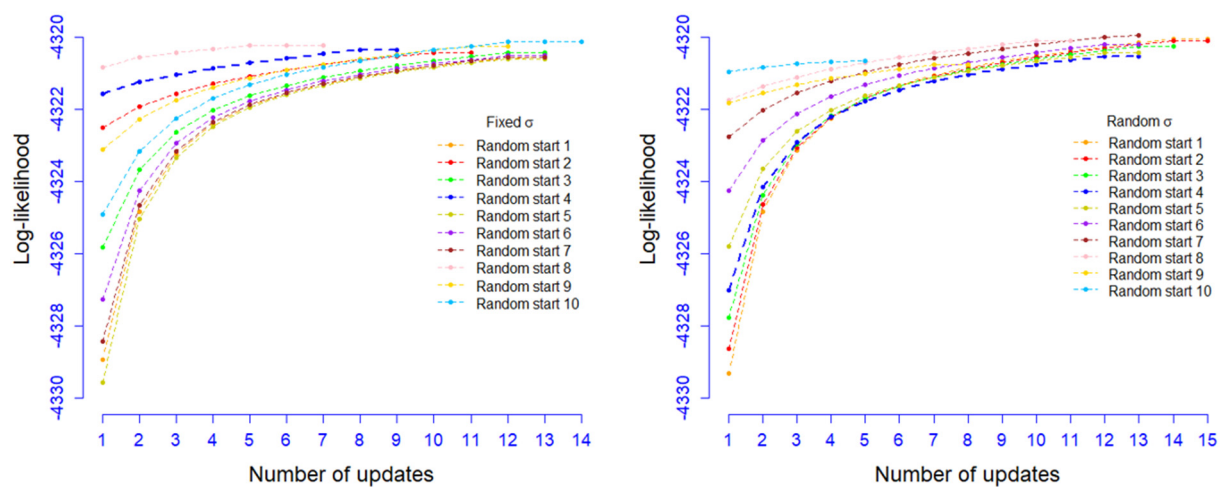 Log-likelihood
-4320
-4322
-4324
-4326
-4328
-4330
Fixed σ
Random start 1
Random start 2
Random start 3
Random start 4
Random start 5
Random start 6
Random start 7
Random start 8
Random start 9
Random start 10
1 2 3 4 5 6 7 8 9 10 11 12 13 14
Number of updates
Log-likelihood
-4320
-4322
-4324
-4326
-4328
-4330
Random σ
Random start 1
Random start 2
Random start 3
Random start 4
Random start 5
Random start 6
Random start 7
Random start 8
Random start 9
Random start 10
1 2 3 4 5 6 7 8 9 10 11 12 13 14 15
Number of updates